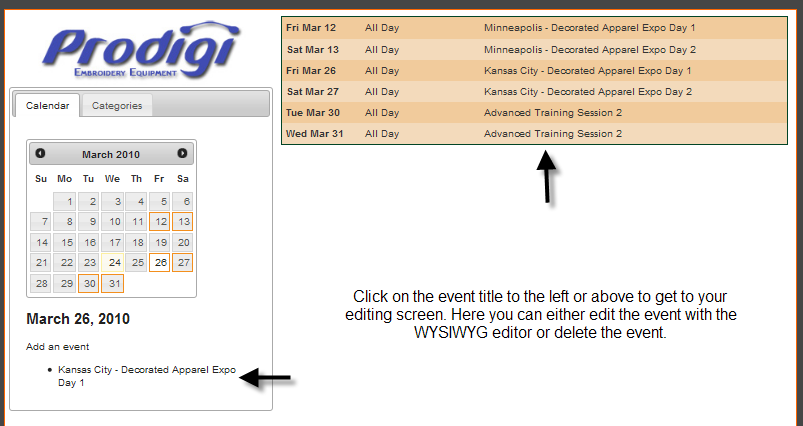 Prodigi
EMBROIDERY EQUIPMENT
Calendar Categories
March 2010
Su Mo Tu We Th Fr Sa
1 2 3 4 5 6
7 8 9 10 11 12 13
14 15 16 17 18 19 20
21 22 23 24 25 26 27
28 29 30 31
March 26, 2010
Add an event
Kansas City - Decorated Apparel Expo
Day 1
Fri Mar 12 All Day Minneapolis - Decorated Apparel Expo Day 1
Sat Mar 13 All Day Minneapolis - Decorated Apparel Expo Day 2
Fri Mar 26 All Day Kansas City - Decorated Apparel Expo Day 1
Sat Mar 27 All Day Kansas City - Decorated Apparel Expo Day 2
Tue Mar 30 All Day Advanced Training Session 2
Wed Mar 31 All Day Advanced Training Session 2
Click on the event title to the left or above to get to your
editing screen. Here you can either edit the event with the
WYSIWYG editor or delete the event.